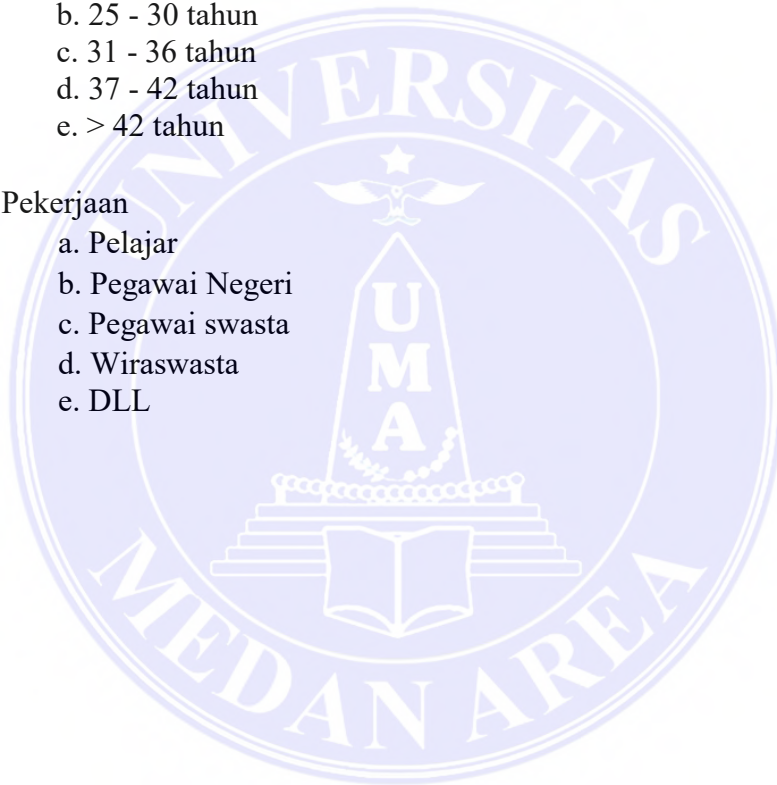 b. 25 - 30 tahun
c. 31 - 36 tahun
d. 37 - 42 tahun
e. > 42 tahun
Pekerjaan
a. Pelajar
b. Pegawai Negeri
c. Pegawai swasta
d. Wiraswasta
e. DLL
UNIVERSITAS
UMA
MEDAN AREA